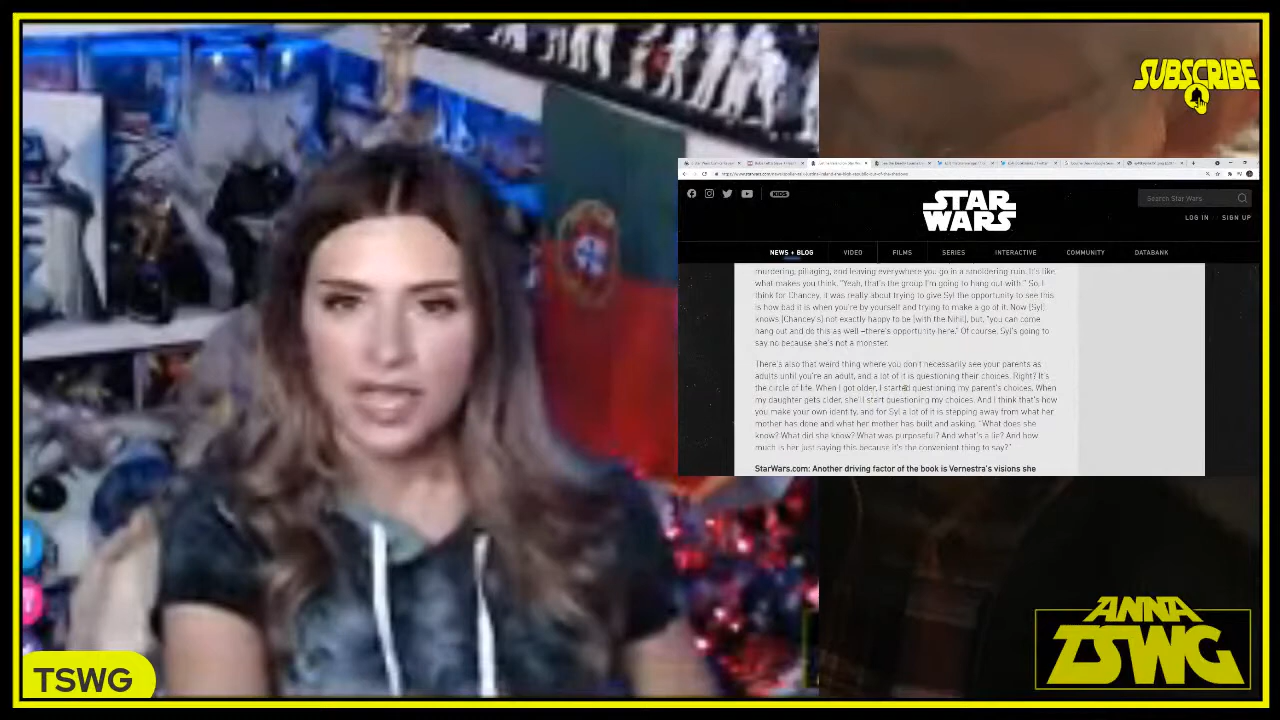 SUBSCRIBE
KIDS
STAR
WARS
Search Star Wars
LOG IN
SIGN UP
NEWS + BLOG
VIDEO
FILMS
SERIES
INTERACTIVE
COMMUNITY
DATABANK
murdering, pillaging, and leaving everywhere you go in a smoldering ruin. It's like
what makes you think, "Yeah, that's the group I'm going to hang out with." So, I
think for Chancey, it was really about trying to give Syl the opportunity to see this
is how bad it is when you're by yourself and trying to make a go of it. Now [Syl]
knows [Chancey's] not exactly happy to be [with the Nihil], but, "you can come
hang out and do this as well –there's opportunity here." Of course, Syl's going to
say no because she's not a monster.
There's also that weird thing where you don't necessarily see your parents as
adults until you're an adult, and a lot of it is questioning their choices. Right? It's
the circle of life. When I got older, I started questioning my parent's choices. When
my daughter gets older, she'll start questioning my choices. And I think that's how
you make your own identity, and for Syl a lot of it is stepping away from what her
mother has done and what her mother has built and asking, "What does she
know? What did she know? What was purposeful? And what's a lie? And how
much is her just saying this because it's the convenient thing to say?"
StarWars.com: Another driving factor of the book is Vernestra's visions she
ANNA
TSWG
TSWG